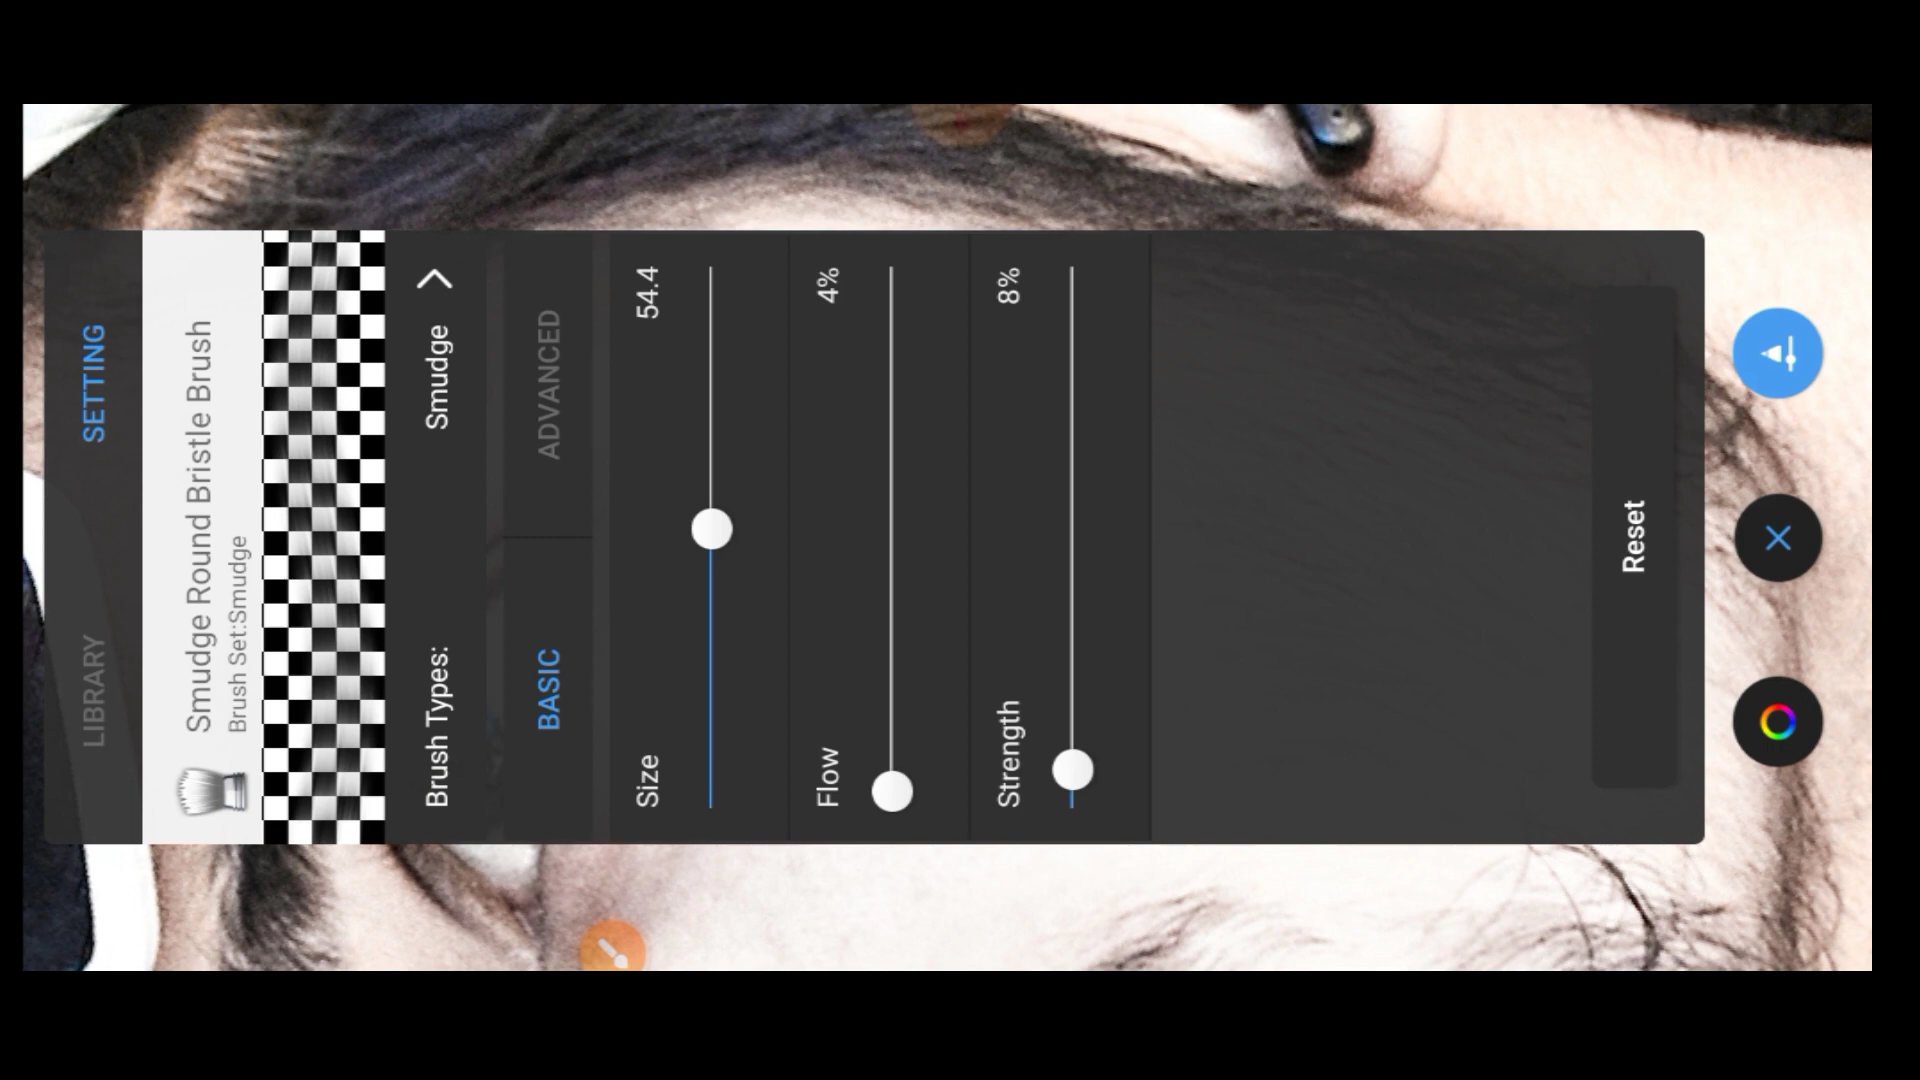 LIBRARY SETTING
Smudge Round Bristle Brush
Brush Set:Smudge
Brush Types: Smudge
BASIC ADVANCED
Size 54.4
Flow 4%
Strength 8%
Reset